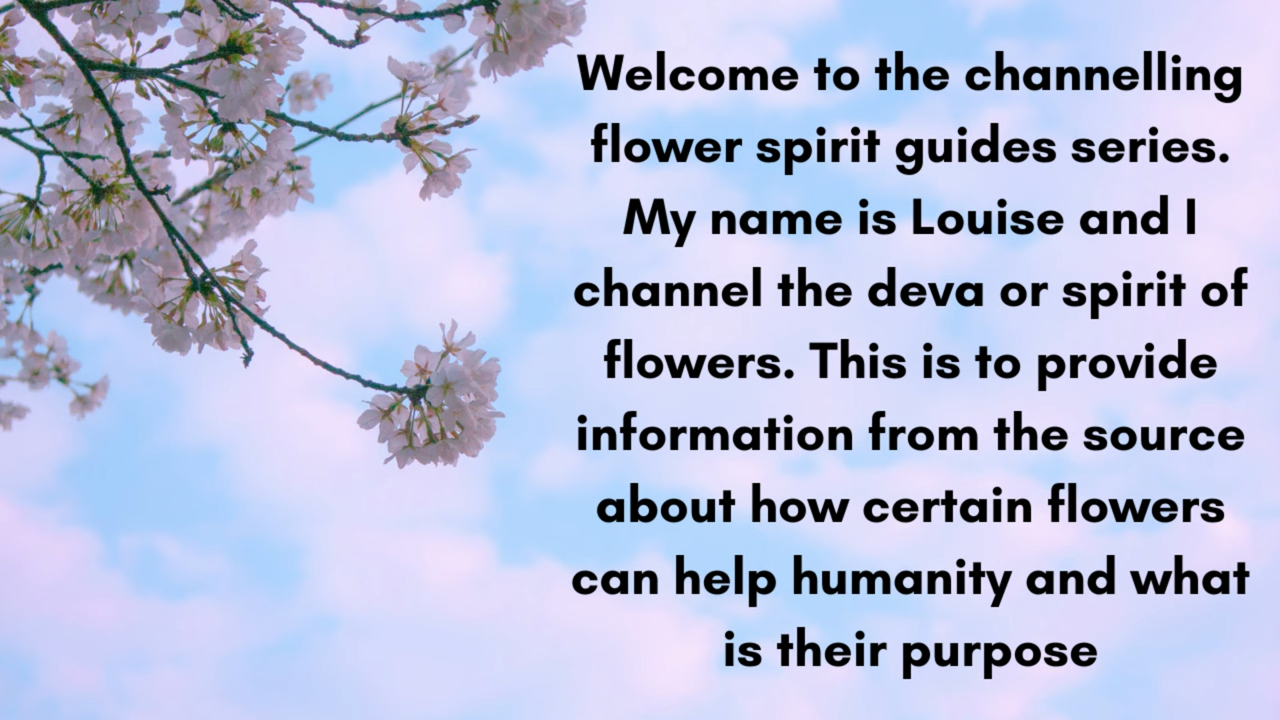 Welcome to the channelling
flower spirit guides series.
My name is Louise and I
channel the deva or spirit of
flowers. This is to provide
information from the source
about how certain flowers
can help humanity and what
is their purpose